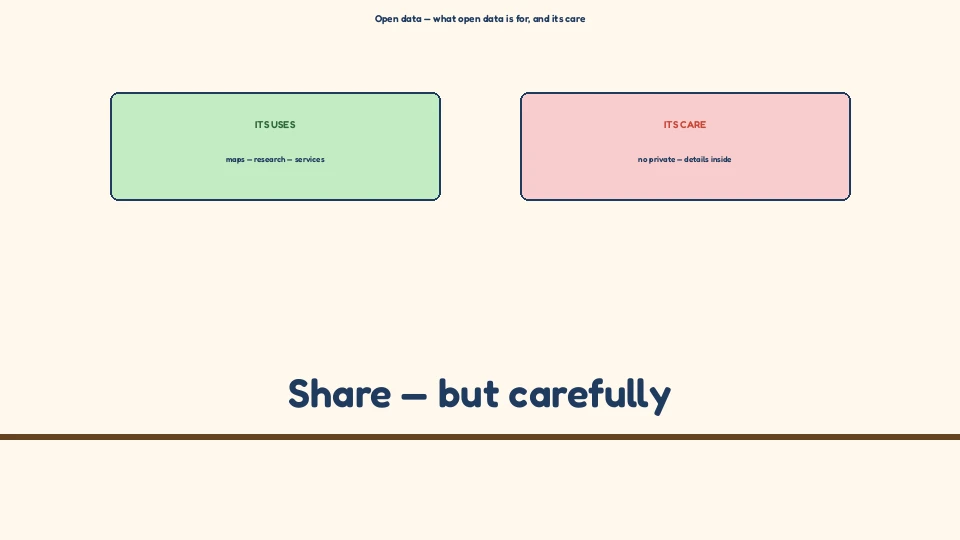 Open data — what open data is for, and its care
ITS USES
maps — research — services
ITS CARE
no private — details inside
Share — but carefully